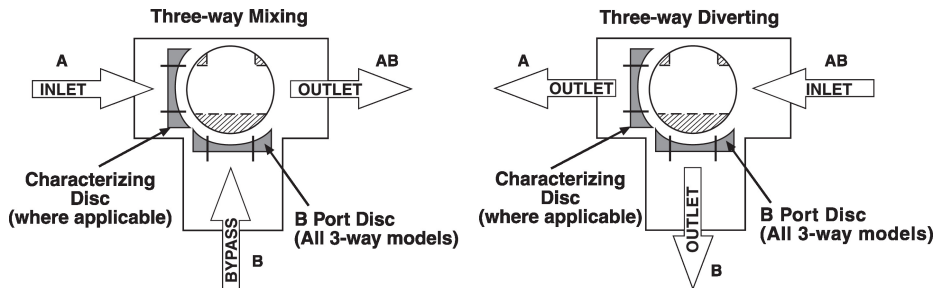 Three-way Mixing
A
INLET
AB
OUTLET
Characterizing
Disc
(where applicable)
B Port Disc
(All 3-way models)
BYPASS
B
Three-way Diverting
A
OUTLET
AB
INLET
Characterizing
Disc
(where applicable)
B Port Disc
(All 3-way models)
OUTLET
B